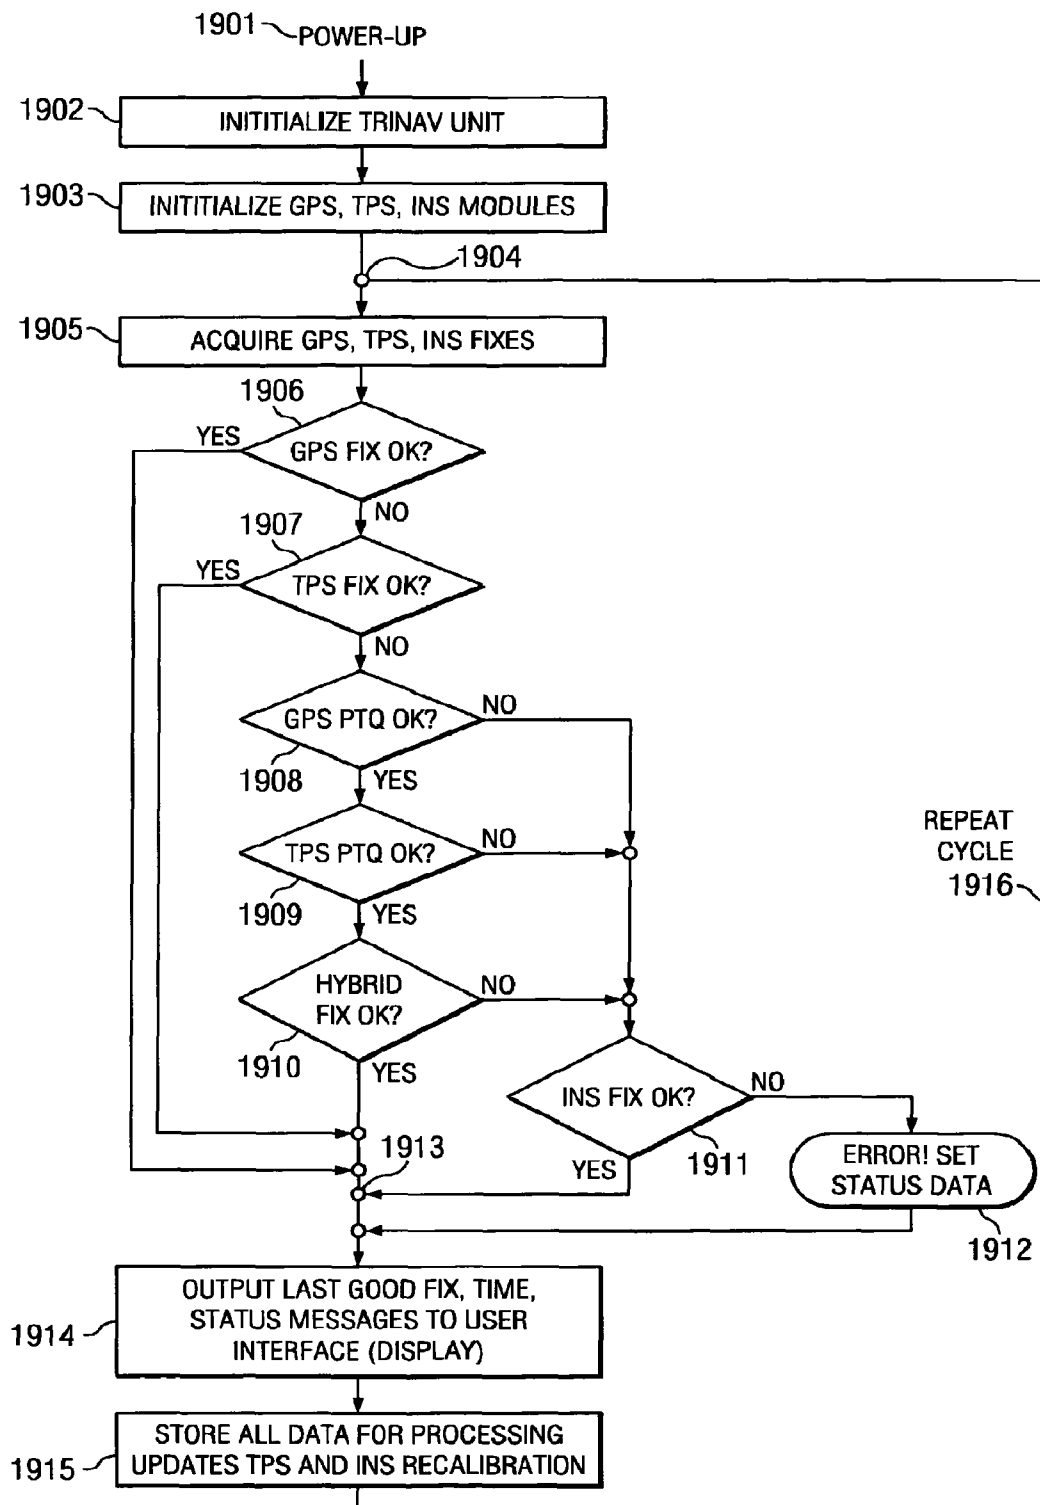 1901
POWER-UP
1902
INITITIALIZE TRINAV UNIT
1903
INITITIALIZE GPS, TPS, INS MODULES
1904
1905
ACQUIRE GPS, TPS, INS FIXES
1906
YES
GPS FIX OK?
NO
1907
YES
TPS FIX OK?
NO
GPS PTQ OK?
NO
1908
YES
TPS PTQ OK?
NO
1909
YES
REPEAT
CYCLE
1916
HYBRID
FIX OK?
NO
1910
YES
INS FIX OK?
NO
1911
YES
1913
ERROR! SET
STATUS DATA
1912
OUTPUT LAST GOOD FIX, TIME,
STATUS MESSAGES TO USER
INTERFACE (DISPLAY)
1914
STORE ALL DATA FOR PROCESSING
UPDATES TPS AND INS RECALIBRATION
1915